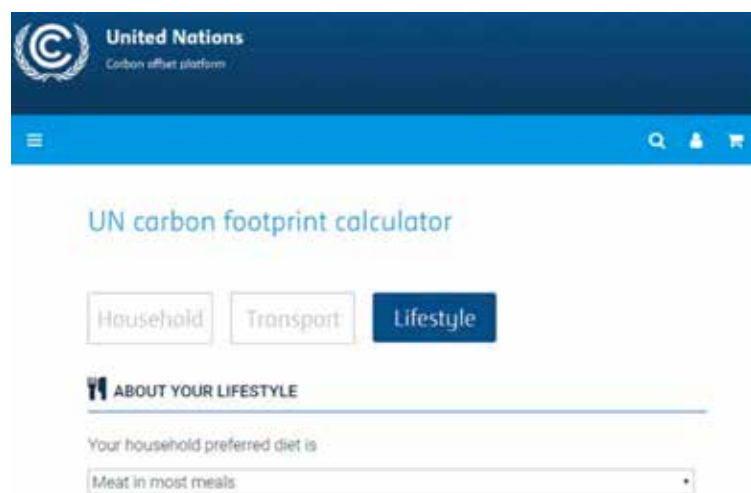 United Nations
Carbon offset platform
UN carbon footprint calculator
Household Transport Lifestyle
ABOUT YOUR LIFESTYLE
Your household preferred diet is
Meat in most meals